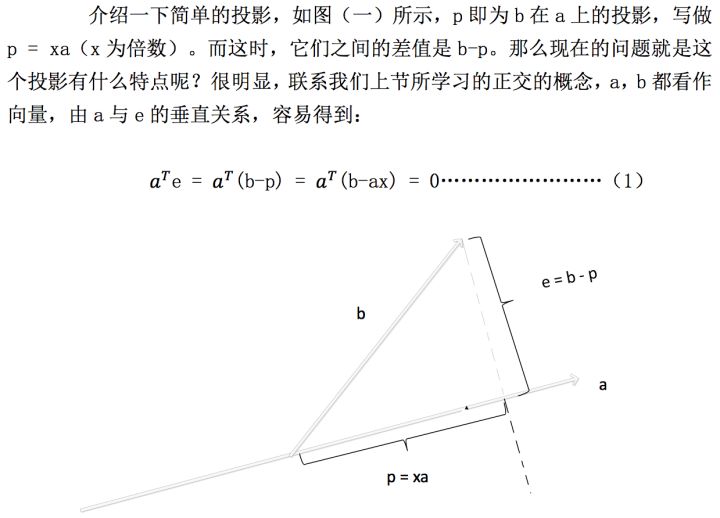 介绍一下简单的投影，如图（一）所示，p 即为 b 在 a 上的投影，写做
p = xa（x 为倍数）。而这时，它们之间的差值是 b-p。那么现在的问题就是这
个投影有什么特点呢？很明显，联系我们上节所学习的正交的概念，a，b 都看作
向量，由 a 与 e 的垂直关系，容易得到：
aᵀe = aᵀ(b-p) = aᵀ(b-ax) = 0……………………（1）
e = b - p
b
a
p = xa